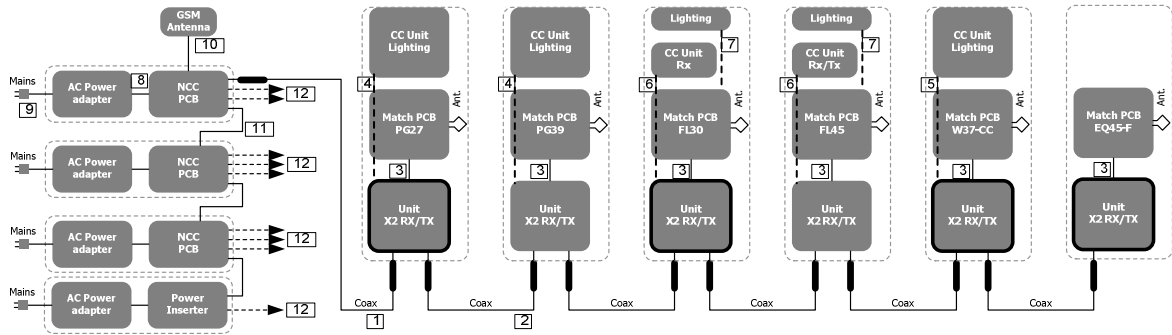 GSM
Antenna
10
Mains
9
AC Power
adapter
8
NCC
PCB
12
11
Mains
AC Power
adapter
NCC
PCB
12
Mains
AC Power
adapter
NCC
PCB
12
Mains
AC Power
adapter
Power
Inserter
12
CC Unit
Lighting
4
Match PCB
PG27
Ant.
3
Unit
X2 RX/TX
Coax
1
CC Unit
Lighting
4
Match PCB
PG39
Ant.
3
Unit
X2 RX/TX
Coax
2
Lighting
7
CC Unit
Rx
6
Match PCB
FL30
Ant.
3
Unit
X2 RX/TX
Coax
Lighting
7
CC Unit
Rx/Tx
6
Match PCB
FL45
Ant.
3
Unit
X2 RX/TX
Coax
CC Unit
Lighting
5
Match PCB
W37-CC
Ant.
3
Unit
X2 RX/TX
Coax
Match PCB
EQ45-F
Ant.
3
Unit
X2 RX/TX
Coax